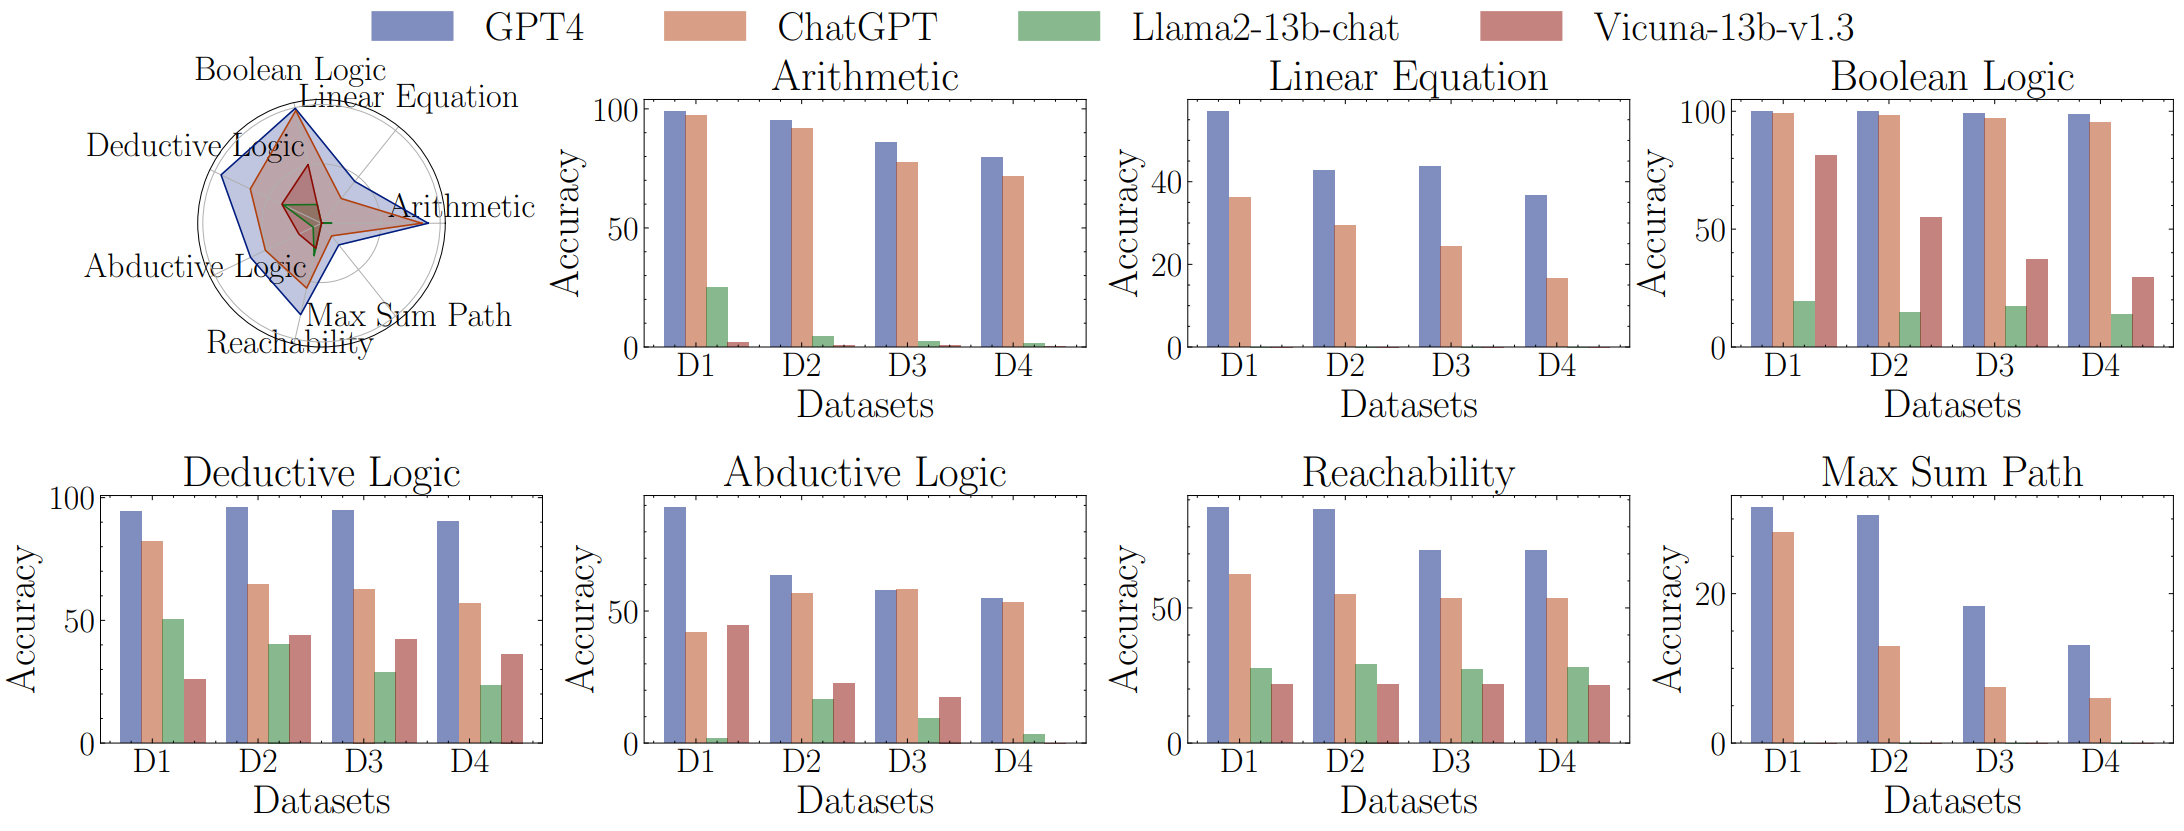 GPT4 ChatGPT Llama2-13b-chat Vicuna-13b-v1.3
Boolean Logic
Linear Equation
Deductive Logic
Arithmetic
Abductive Logic
Max Sum Path
Reachability
Arithmetic
Accuracy
100
50
0
D1 D2 D3 D4
Datasets
Linear Equation
Accuracy
40
20
0
D1 D2 D3 D4
Datasets
Boolean Logic
Accuracy
100
50
0
D1 D2 D3 D4
Datasets
Deductive Logic
Accuracy
100
50
0
D1 D2 D3 D4
Datasets
Abductive Logic
Accuracy
50
0
D1 D2 D3 D4
Datasets
Reachability
Accuracy
50
0
D1 D2 D3 D4
Datasets
Max Sum Path
Accuracy
20
0
D1 D2 D3 D4
Datasets